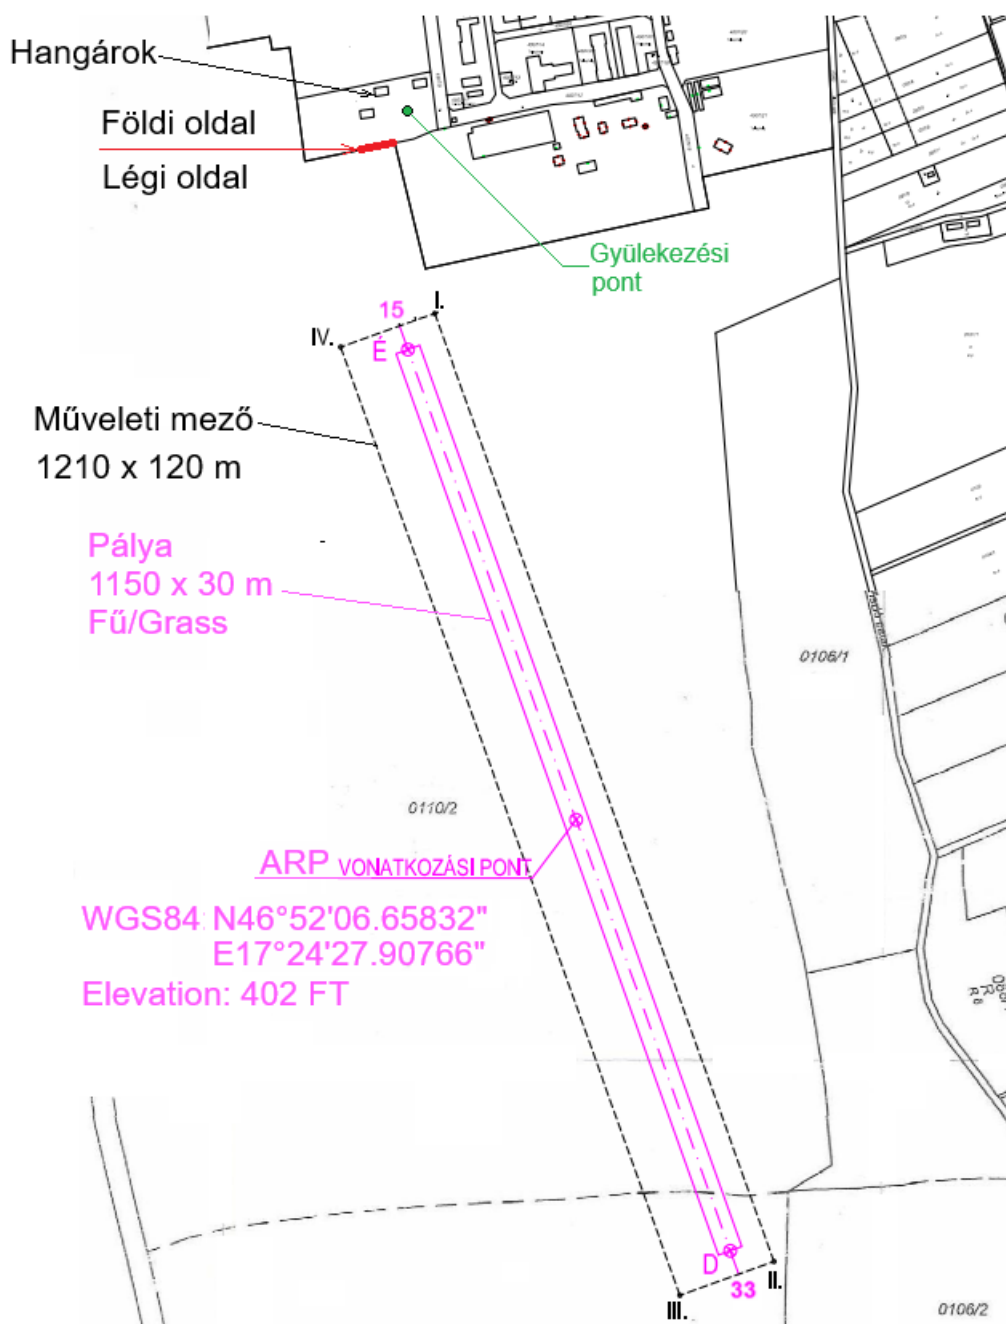 Hangárok
Földi oldal
Légi oldal
Gyülekezési
pont
15
I.
IV.
É
Műveleti mező
1210 x 120 m
Pálya
1150 x 30 m
Fű/Grass
0106/1
0110/2
ARP VONATKOZÁSI PONT
WGS84 N46°52'06.65832"
E17°24'27.90766"
Elevation: 402 FT
D
II.
33
III.
0106/2